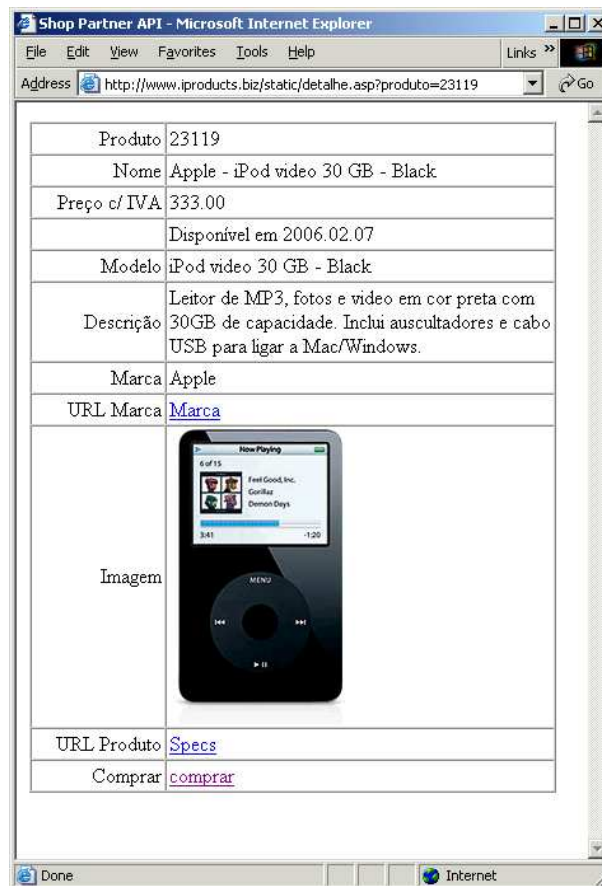 Shop Partner API - Microsoft Internet Explorer
File Edit View Favorites Tools Help Links »
Address http://www.iproducts.biz/static/detalhe.asp?produto=23119 Go
Produto 23119
Nome Apple - iPod video 30 GB - Black
Preço c/ IVA 333.00
Disponível em 2006.02.07
Modelo iPod video 30 GB - Black
Descrição Leitor de MP3, fotos e video em cor preta com
30GB de capacidade. Inclui auscultadores e cabo
USB para ligar a Mac/Windows.
Marca Apple
URL Marca Marca
Imagem
Now Playing
6 of 15
Feel Good, Inc.
Gorillaz
Demon Days
3:41 -1:20
MENU
URL Produto Specs
Comprar comprar
Done Internet